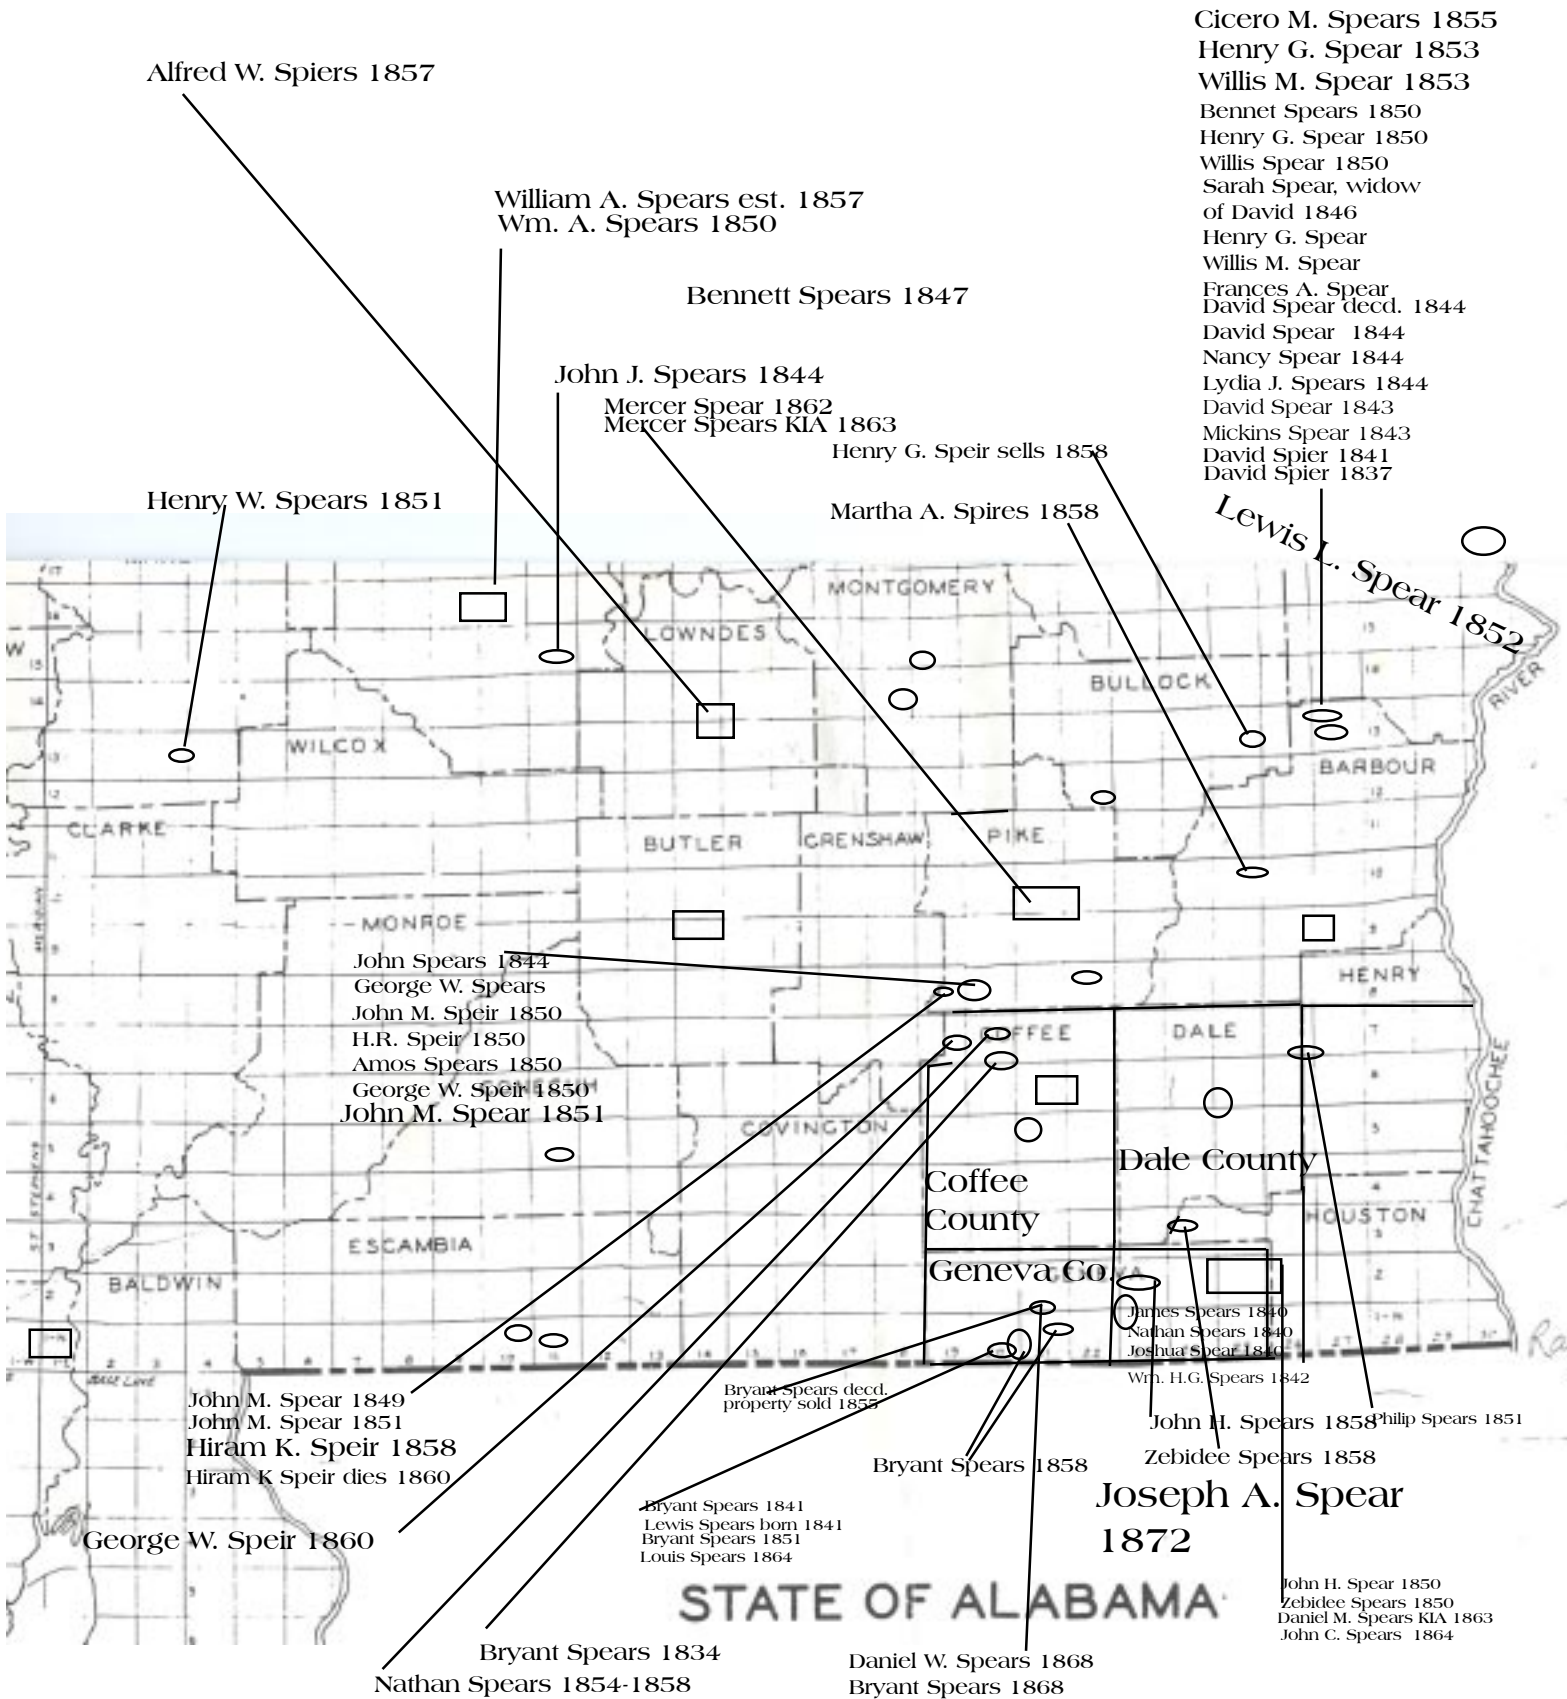 Cicero M. Spears 1855
Henry G. Spear 1853
Willis M. Spear 1853
Bennet Spears 1850
Henry G. Spear 1850
Willis Spear 1850
Sarah Spear, widow
of David 1846
Henry G. Spear
Willis M. Spear
Frances A. Spear
David Spear decd. 1844
David Spear 1844
Nancy Spear 1844
Lydia J. Spears 1844
David Spear 1843
Mickins Spear 1843
David Spier 1841
David Spier 1837
Alfred W. Spiers 1857
William A. Spears est. 1857
Wm. A. Spears 1850
Bennett Spears 1847
John J. Spears 1844
Mercer Spear 1862
Mercer Spears KIA 1863
Henry G. Speir sells 1858
Henry W. Spears 1851
Martha A. Spires 1858
Lewis L. Spear 1852
MONTGOMERY
LOWNDES
BULLOCK
RIVER
WILCOX
BARBOUR
CLARKE
BUTLER
CRENSHAW
PIKE
MONROE
HENRY
MERIDIAN
John Spears 1844
George W. Spears
John M. Speir 1850
H.R. Speir 1850
Amos Spears 1850
George W. Speir 1850
John M. Spear 1851
COFFEE
DALE
COVINGTON
CHATTAHOOCHEE
Dale County
Coffee
County
HOUSTON
ST STEPHENS
ESCAMBIA
BALDWIN
Geneva Co.
GENEVA
James Spears 1840
Nathan Spears 1840
Joshua Spear 1840
Wm. H.G. Spears 1842
BASE LINE
John M. Spear 1849
John M. Spear 1851
Hiram K. Speir 1858
Hiram K Speir dies 1860
Bryant Spears decd.
property sold 1855
John H. Spears 1858
Philip Spears 1851
Bryant Spears 1858
Zebidee Spears 1858
Joseph A. Spear
1872
George W. Speir 1860
Bryant Spears 1841
Lewis Spears born 1841
Bryant Spears 1851
Louis Spears 1864
STATE OF ALABAMA
John H. Spear 1850
Zebidee Spears 1850
Daniel M. Spears KIA 1863
John C. Spears 1864
Bryant Spears 1834
Nathan Spears 1854-1858
Daniel W. Spears 1868
Bryant Spears 1868